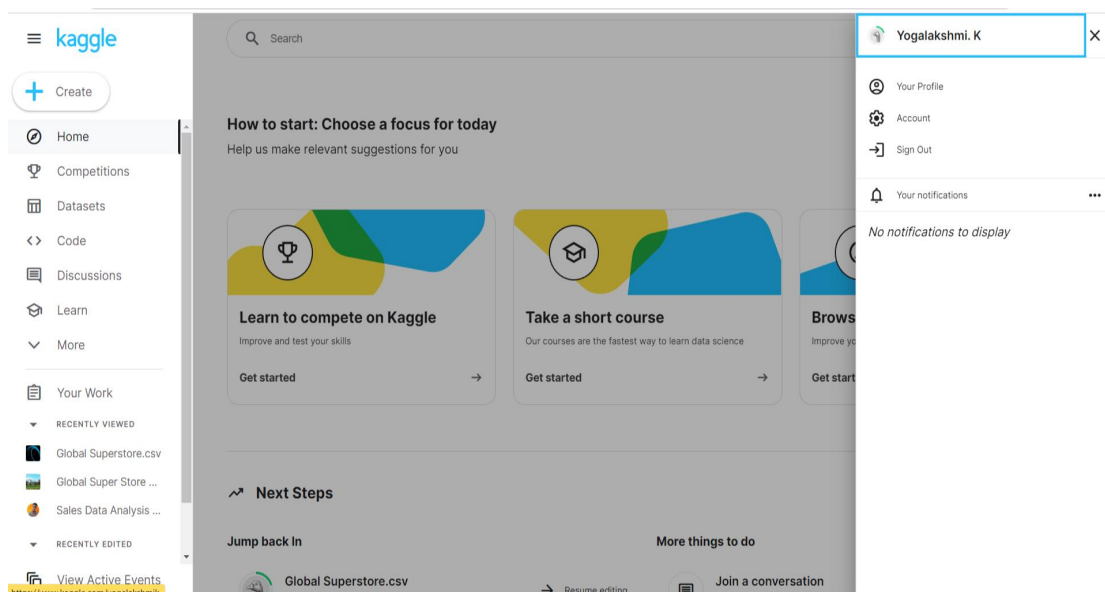 kaggle
Create
Home
Competitions
Datasets
Code
Discussions
Learn
More
Your Work
RECENTLY VIEWED
Global Superstore.csv
Global Super Store ...
Sales Data Analysis ...
RECENTLY EDITED
View Active Events
Search
How to start: Choose a focus for today
Help us make relevant suggestions for you
Learn to compete on Kaggle
Improve and test your skills
Get started
Take a short course
Our courses are the fastest way to learn data science
Get started
Brows
Improve yo
Get start
Next Steps
Jump back In
Global Superstore.csv
Resume editing
More things to do
Join a conversation
Yogalakshmi. K
Your Profile
Account
Sign Out
Your notifications
No notifications to display